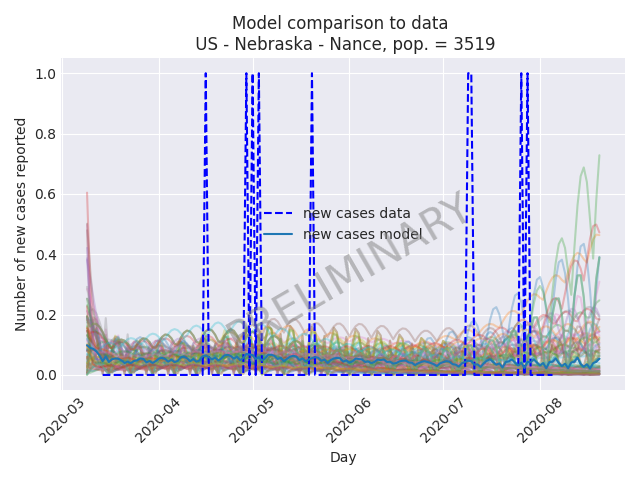 Model comparison to data
US - Nebraska - Nance, pop. = 3519
Number of new cases reported
1.0
0.8
0.6
0.4
0.2
0.0
new cases data
new cases model
PRELIMINARY
2020-03
2020-04
2020-05
2020-06
2020-07
2020-08
Day